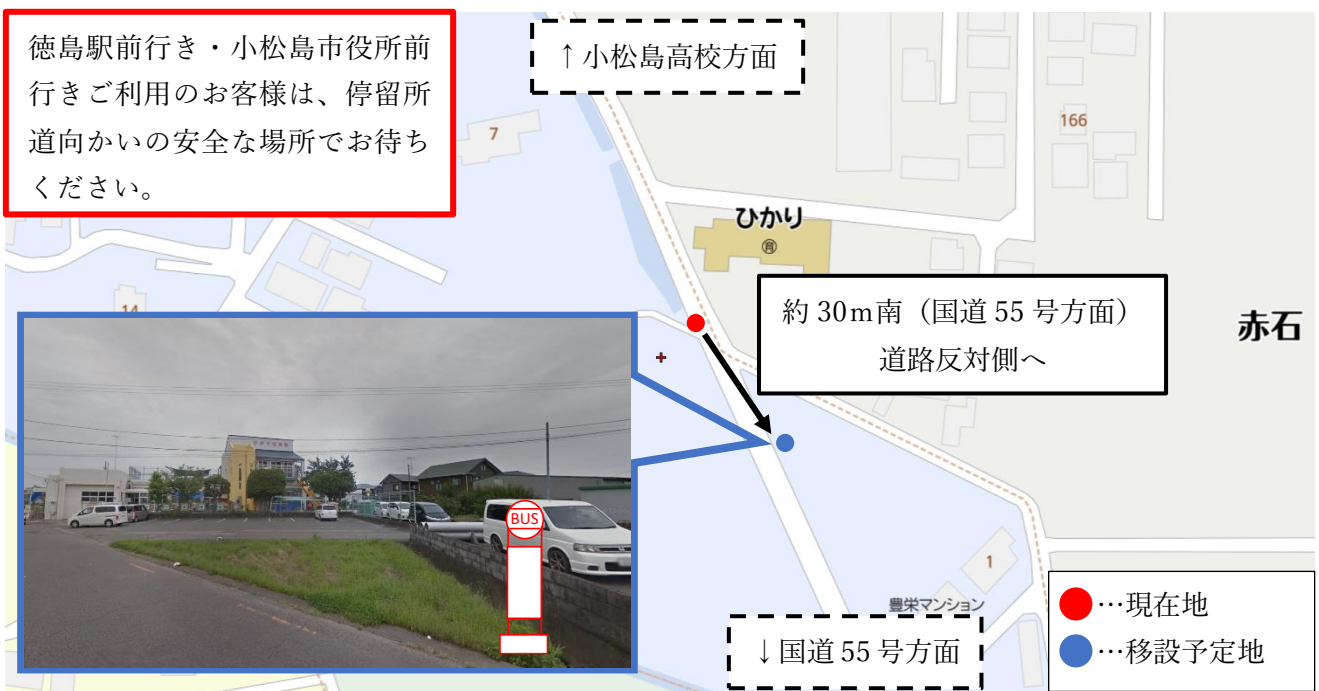 徳島駅前行き・小松島市役所前
行きご利用のお客様は、停留所
道向かいの安全な場所でお待ち
ください。
↑小松島高校方面
7
166
ひかり
育
14
約30ｍ南（国道55号方面）
道路反対側へ
赤石
BUS
1
豊栄マンション
↓国道55号方面
●…現在地
●…移設予定地